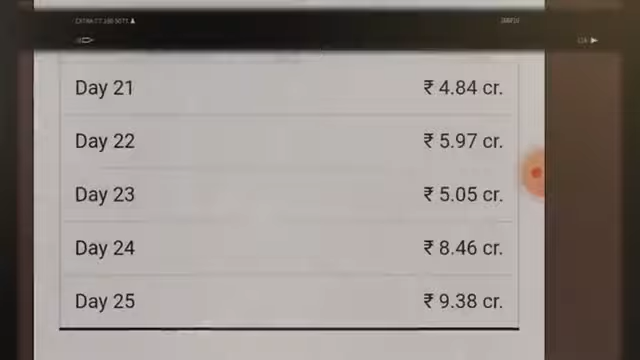 Day 21 ₹ 4.84 cr.
Day 22 ₹ 5.97 cr.
Day 23 ₹ 5.05 cr.
Day 24 ₹ 8.46 cr.
Day 25 ₹ 9.38 cr.